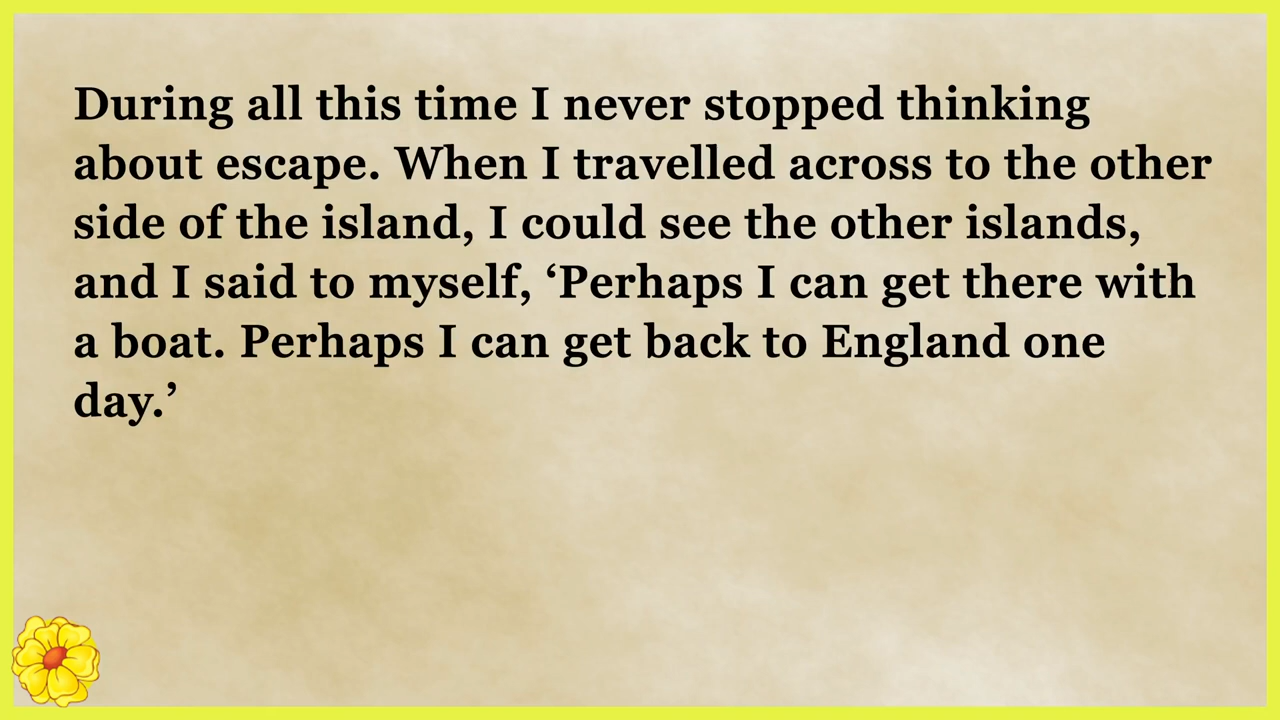 During all this time I never stopped thinking
about escape. When I travelled across to the other
side of the island, I could see the other islands,
and I said to myself, ‘Perhaps I can get there with
a boat. Perhaps I can get back to England one
day.’